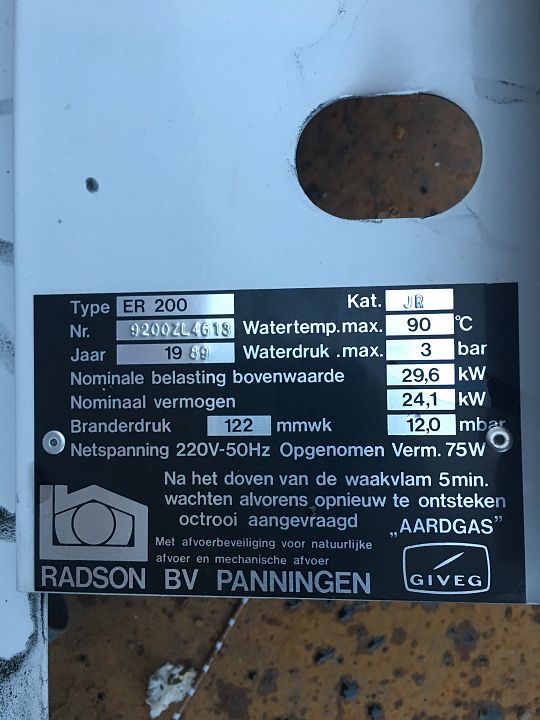 Type ER 200 Kat. JR
Nr. 9200ZL4618 Watertemp.max. 90 °C
Jaar 19 89 Waterdruk .max. 3 bar
Nominale belasting bovenwaarde 29,6 kW
Nominaal vermogen 24,1 kW
Branderdruk 122 mmwk 12,0 mbar
Netspanning 220V-50Hz Opgenomen Verm. 75W
Na het doven van de waakvlam 5 min.
wachten alvorens opnieuw te ontsteken
octrooi aangevraagd „AARDGAS”
Met afvoerbeveiliging voor natuurlijke
afvoer en mechanische afvoer
RADSON BV PANNINGEN
GIVEG